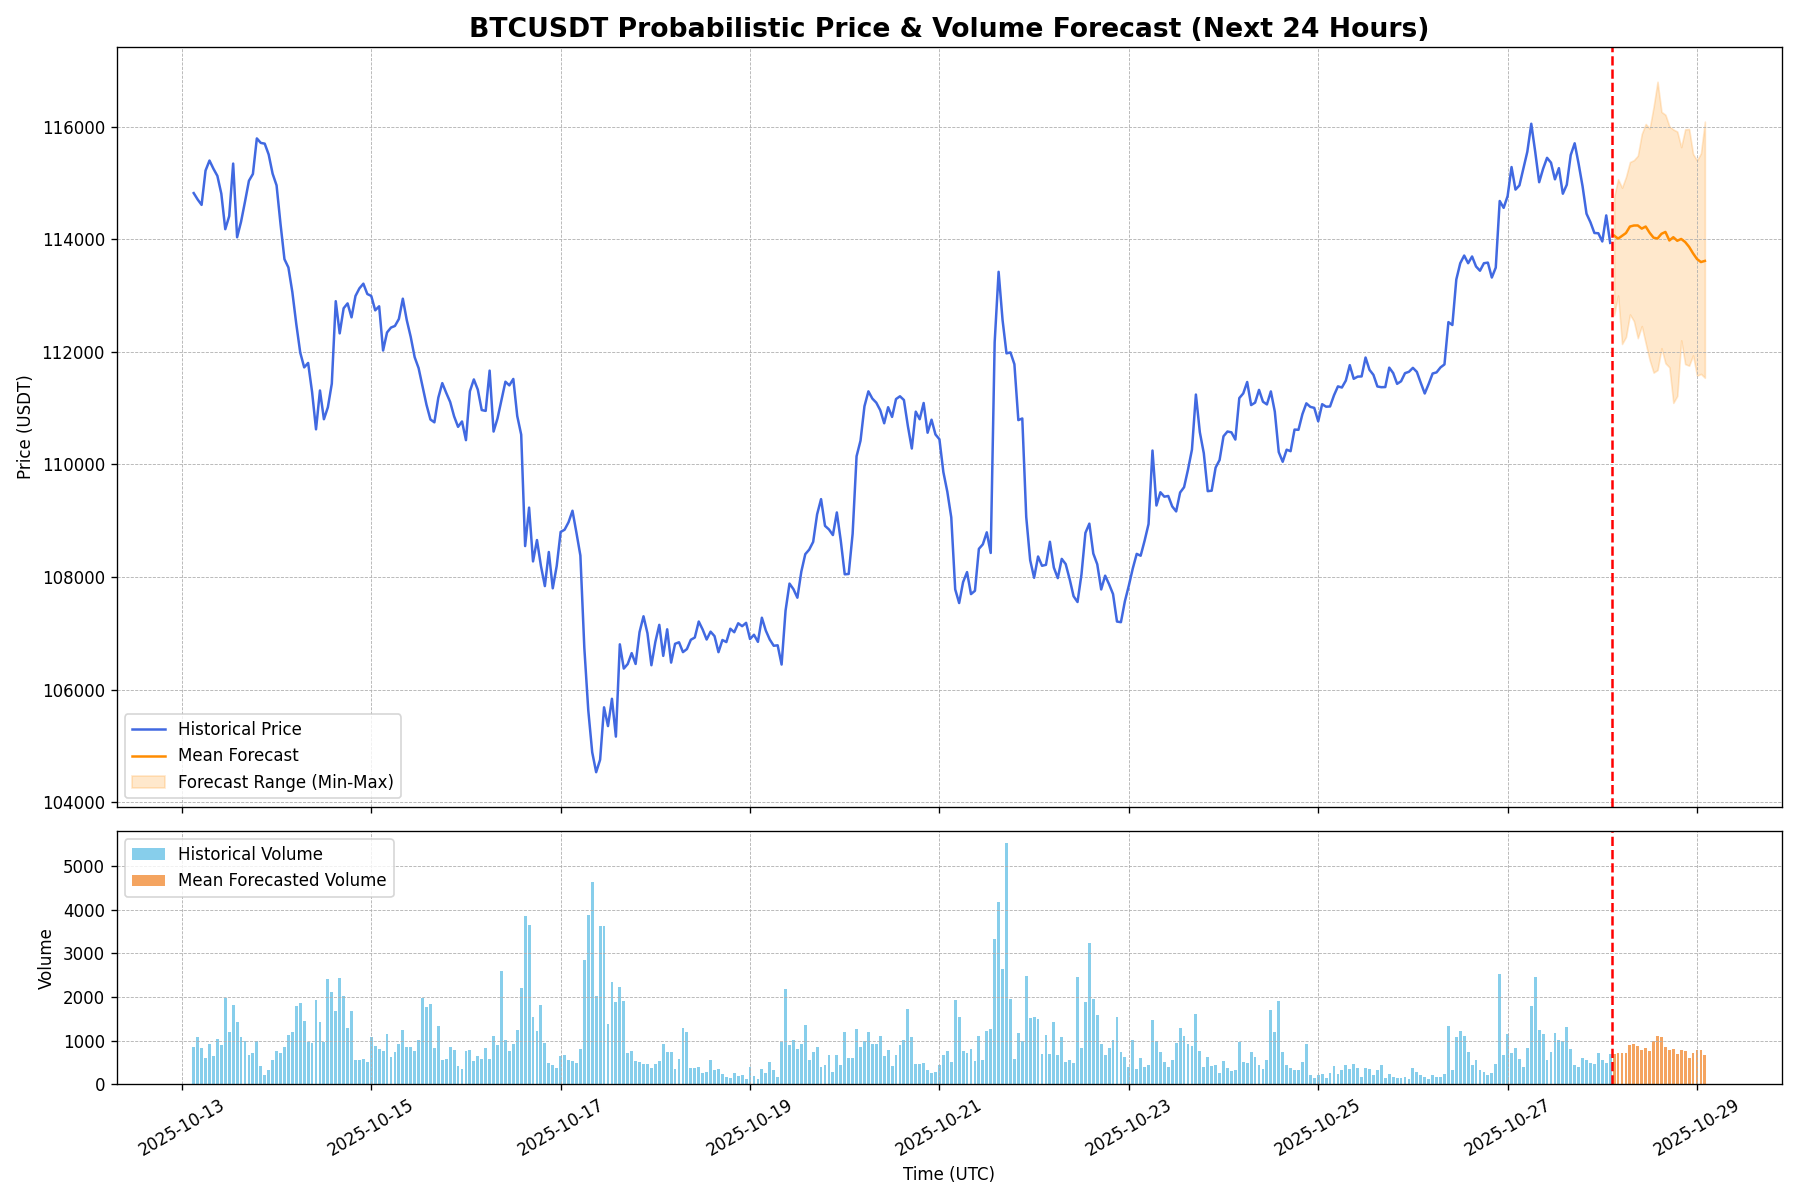 BTCUSDT Probabilistic Price & Volume Forecast (Next 24 Hours)
Price (USDT)
116000
114000
112000
110000
108000
106000
104000
Historical Price
Mean Forecast
Forecast Range (Min-Max)
Volume
5000
4000
3000
2000
1000
0
Historical Volume
Mean Forecasted Volume
2025-10-13
2025-10-15
2025-10-17
2025-10-19
2025-10-21
2025-10-23
2025-10-25
2025-10-27
2025-10-29
Time (UTC)